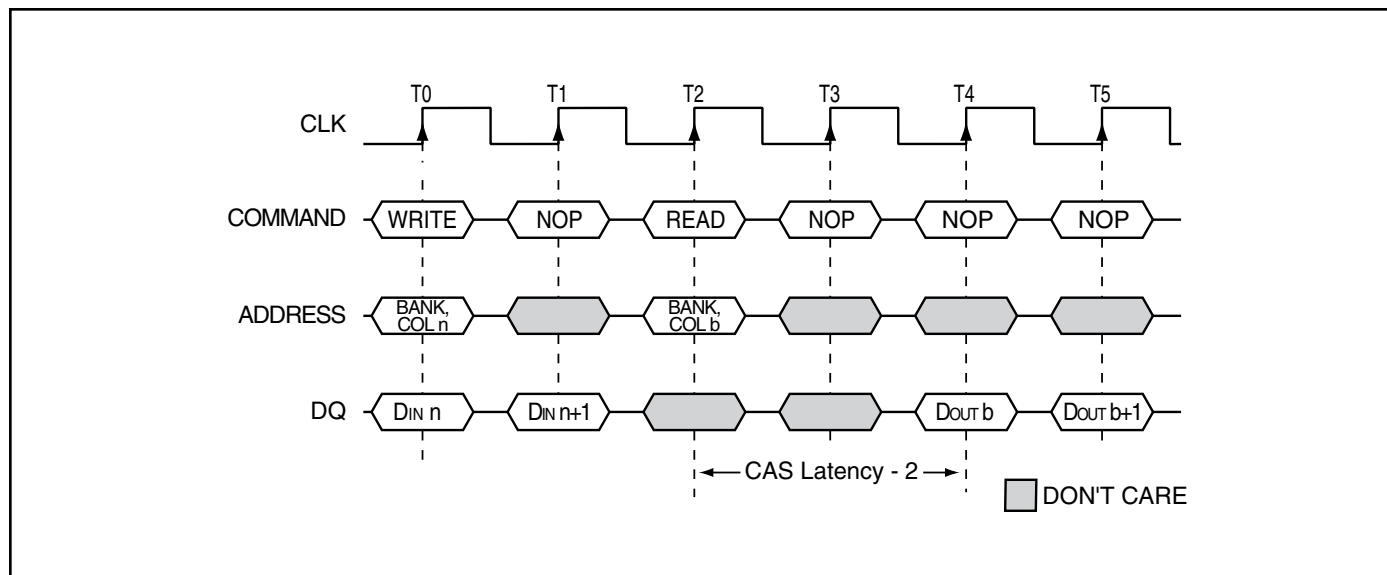 T0 T1 T2 T3 T4 T5
CLK
COMMAND WRITE NOP READ NOP NOP NOP
ADDRESS BANK, COL n BANK, COL b
DQ DIN n DIN n+1 DOUT b DOUT b+1
CAS Latency - 2
DON'T CARE